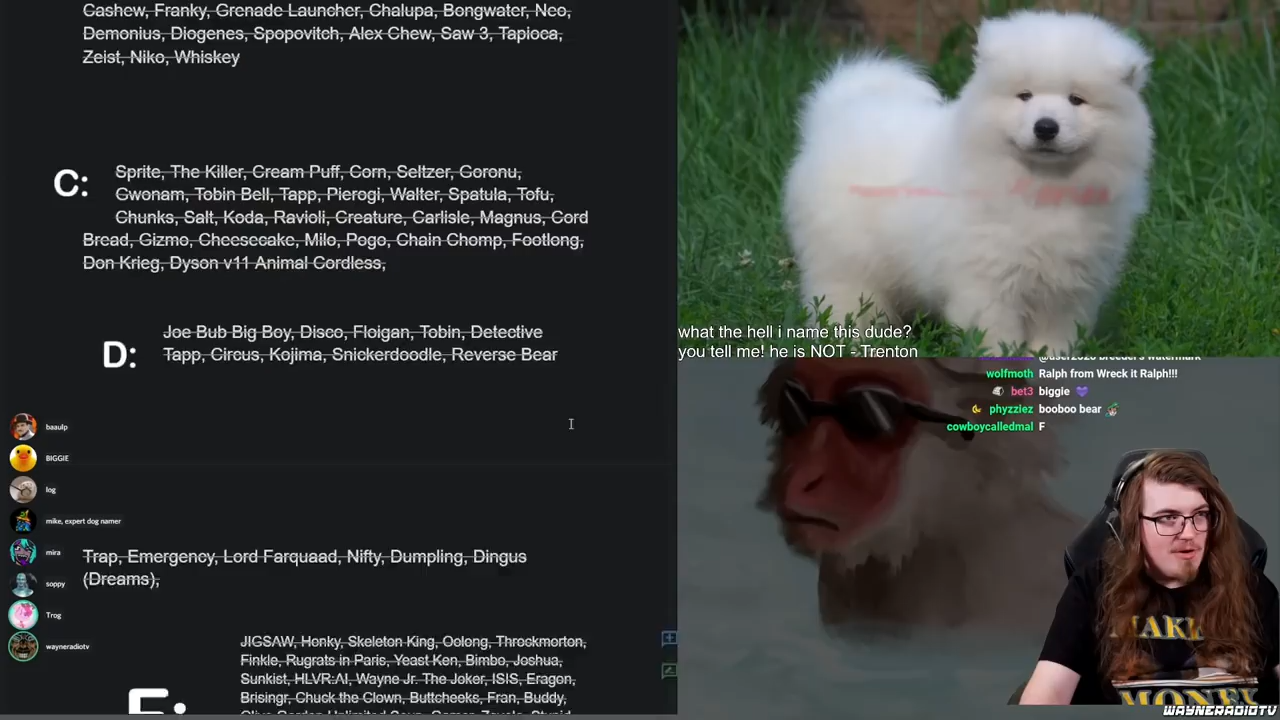 Cashew, Franky, Grenade Launcher, Chalupa, Bongwater, Neo,
Demonius, Diogenes, Spopovitch, Alex Chew, Saw 3, Tapioca,
Zeist, Niko, Whiskey
C:
Sprite, The Killer, Cream Puff, Corn, Seltzer, Goronu,
Gwonam, Tobin Bell, Tapp, Pierogi, Walter, Spatula, Tofu,
Chunks, Salt, Koda, Ravioli, Creature, Carlisle, Magnus, Cord
Bread, Gizmo, Cheesecake, Milo, Pogo, Chain Chomp, Footlong,
Don Krieg, Dyson v11 Animal Cordless,
D:
Joe Bub Big Boy, Disco, Floigan, Tobin, Detective
Tapp, Circus, Kojima, Snickerdoodle, Reverse Bear
baaulp
BIGGIE
log
mike, expert dog namer
mira
soppy
Trog
wayneradiotv
Trap, Emergency, Lord Farquaad, Nifty, Dumpling, Dingus
(Dreams),
E:
JIGSAW, Honky, Skeleton King, Oolong, Throckmorton,
Finkle, Rugrats in Paris, Yeast Ken, Bimbo, Joshua,
Sunkist, HLVR:AI, Wayne Jr. The Joker, ISIS, Eragon,
Brisingr, Chuck the Clown, Buttcheeks, Fran, Buddy,
what the hell i name this dude?
you tell me! he is NOT - Trenton
breeder's watermark
wolfmoth Ralph from Wreck it Ralph!!!
bet3 biggie
phyzziez booboo bear
cowboycalledmal F
MAKE
MONEY
WAYNERADIOTV